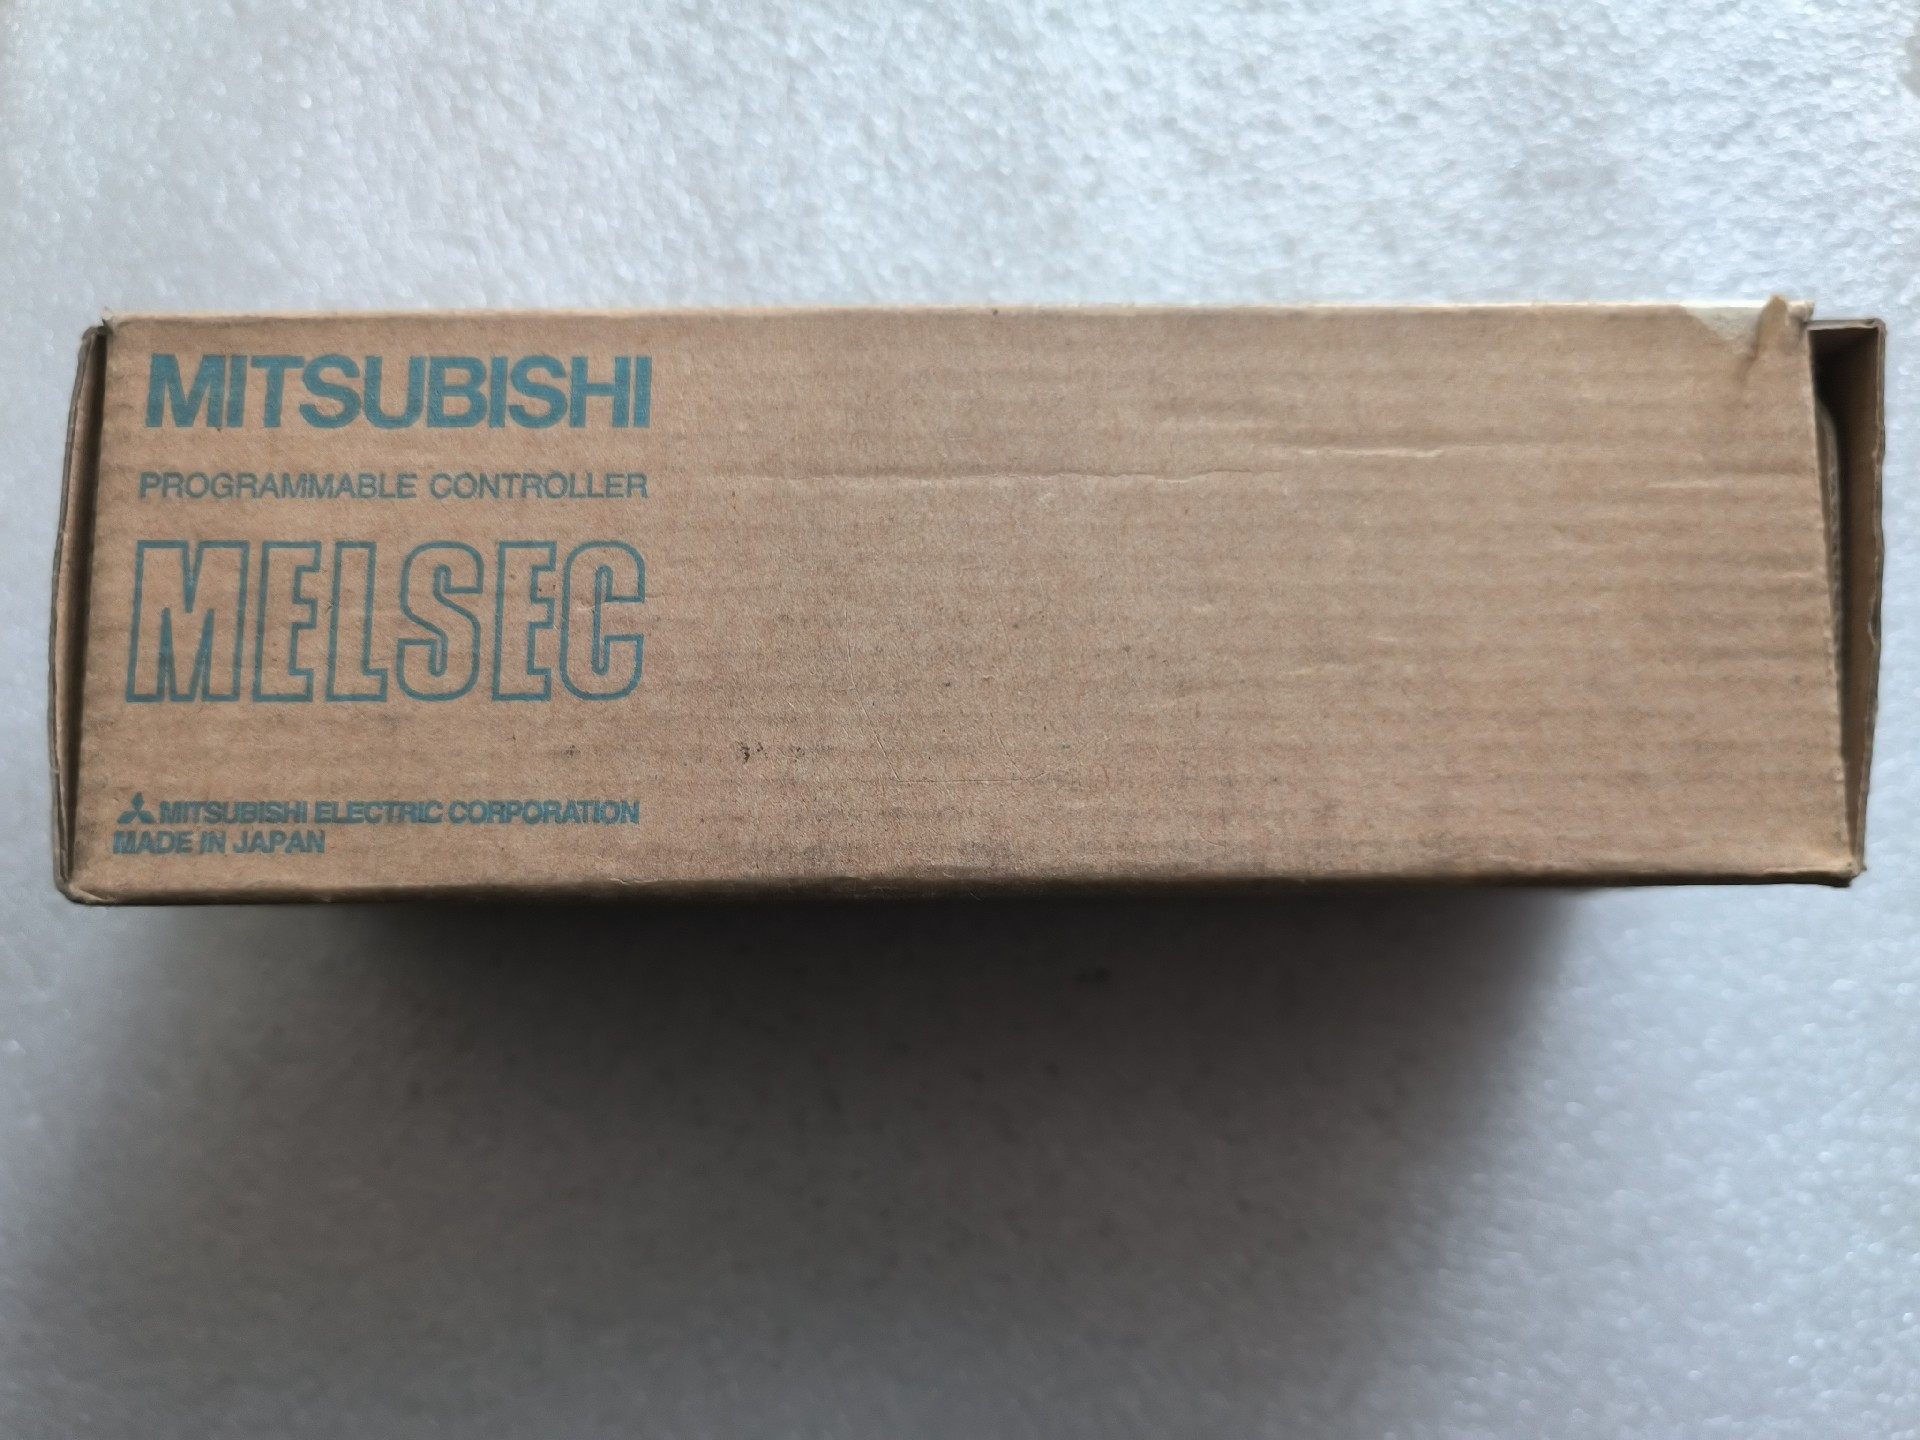 MITSUBISHI
PROGRAMMABLE CONTROLLER
MELSEC
MITSUBISHI ELECTRIC CORPORATION
MADE IN JAPAN